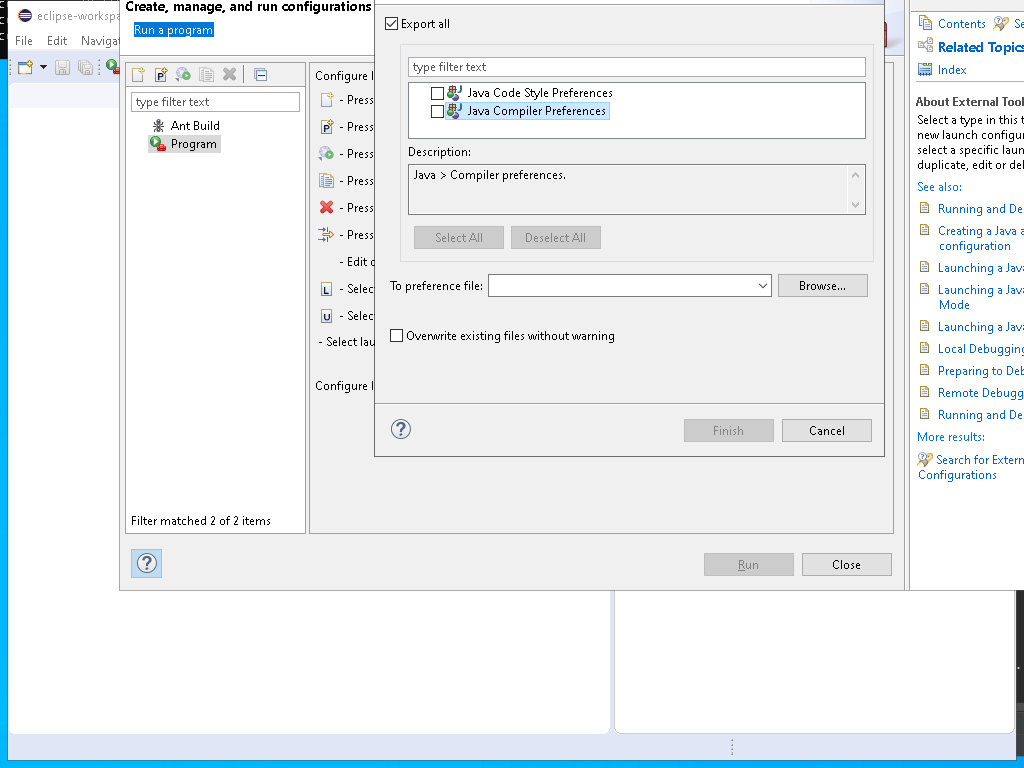 eclipse-workspa
File Edit Navigat
Create, manage, and run configurations
Run a program
type filter text
Ant Build
Program
Filter matched 2 of 2 items
Configure l
- Press
- Press
- Press
- Press
- Press
- Press
- Edit c
- Selec
- Selec
- Select lau
Configure l
Export all
type filter text
Java Code Style Preferences
Java Compiler Preferences
Description:
Java > Compiler preferences.
Select All Deselect All
To preference file: Browse...
Overwrite existing files without warning
Finish Cancel
Run Close
Contents Se
Related Topics
Index
About External Tool
Select a type in this t
new launch configur
select a specific laun
duplicate, edit or del
See also:
Running and De
Creating a Java a
configuration
Launching a Java
Launching a Java
Mode
Launching a Java
Local Debugging
Preparing to Deb
Remote Debugg
Running and De
More results:
Search for Extern
Configurations